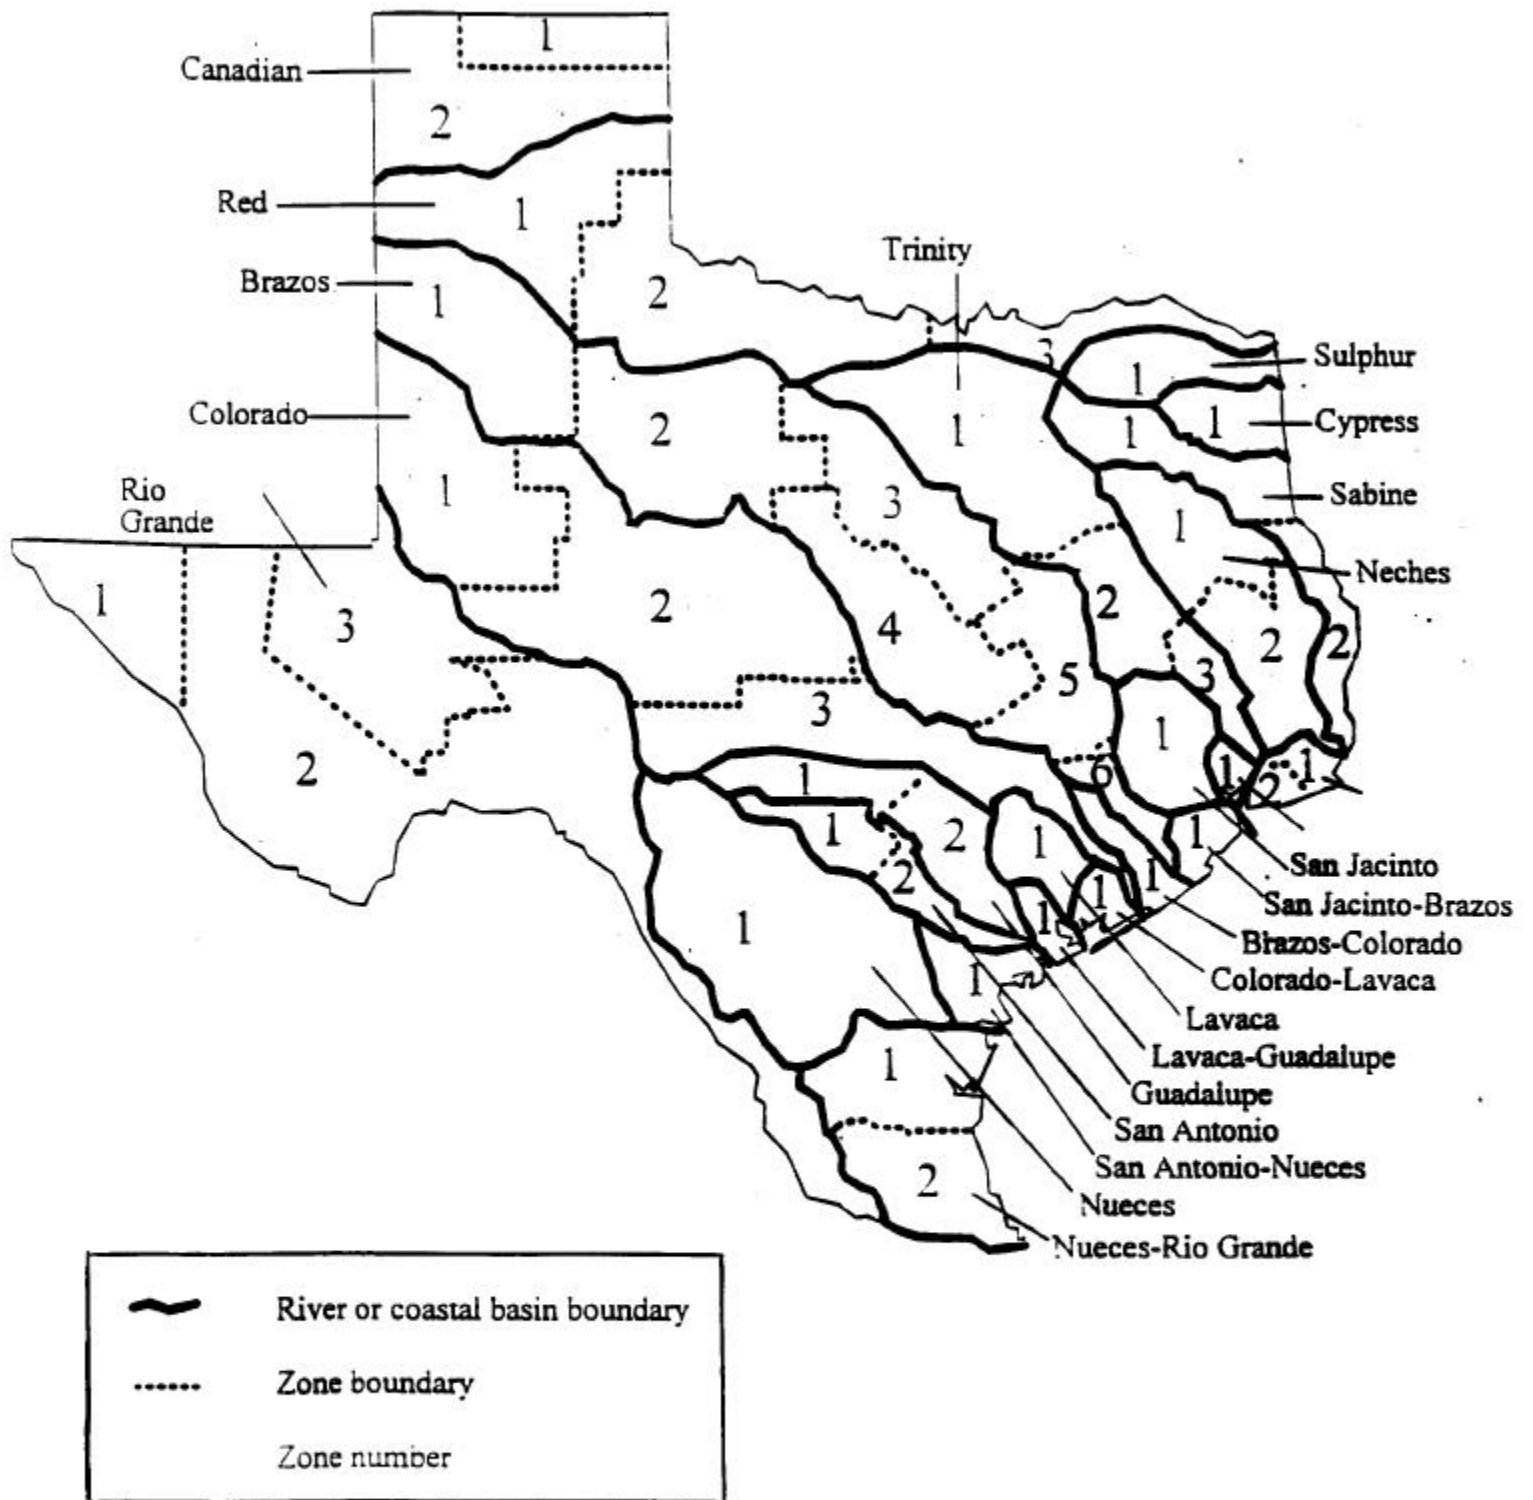 1
Canadian
2
Red
1
Trinity
Brazos
1
2
3
Sulphur
1
Colorado
2
1
1
1
Cypress
Rio
Grande
1
3
1
Sabine
Neches
1
3
2
4
2
2
2
3
5
2
3
1
6
1
1
2
1
1
2
1
1
San Jacinto
2
1
1
San Jacinto-Brazos
1
1
Brazos-Colorado
1
Colorado-Lavaca
Lavaca
1
Lavaca-Guadalupe
Guadalupe
San Antonio
2
San Antonio-Nueces
Nueces
Nueces-Rio Grande
River or coastal basin boundary
Zone boundary
Zone number